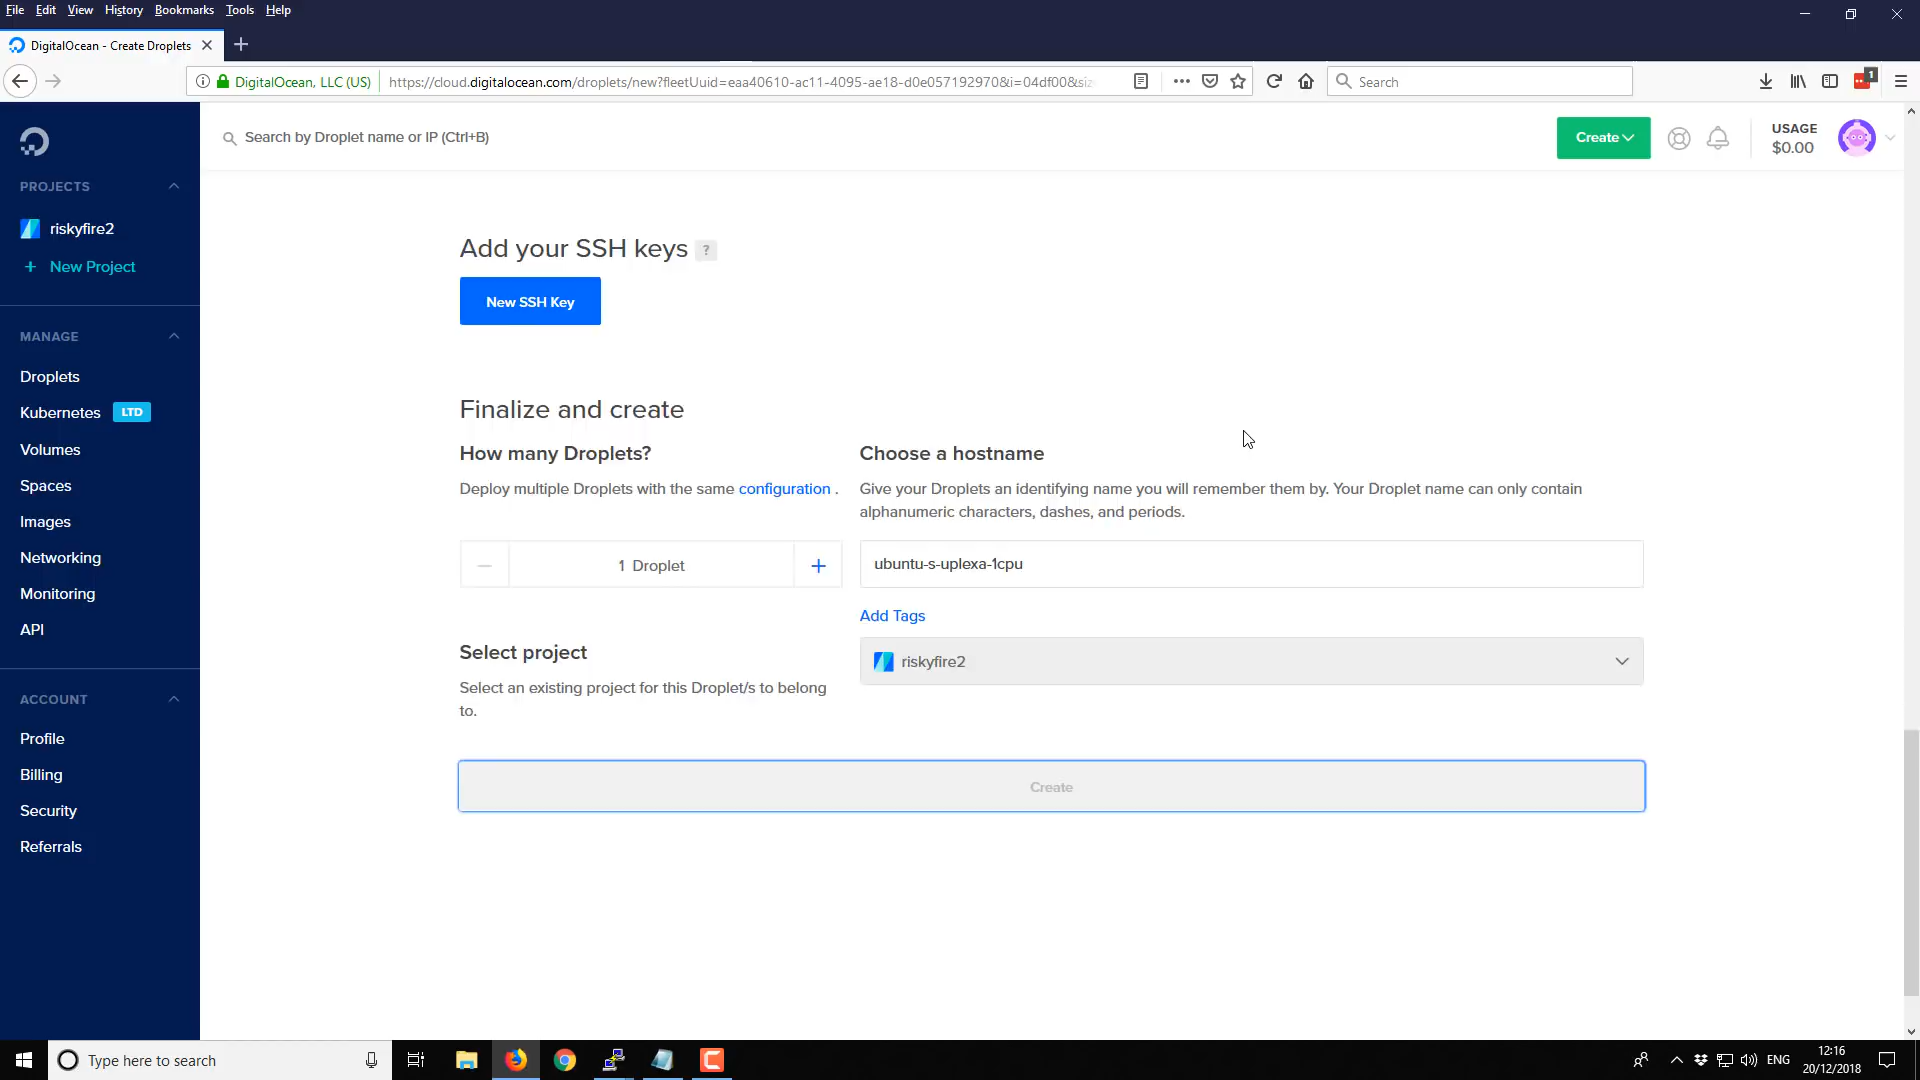 File Edit View History Bookmarks Tools Help
DigitalOcean - Create Droplets
DigitalOcean, LLC (US)
https://cloud.digitalocean.com/droplets/new?fleetUuid=eaa40610-ac11-4095-ae18-d0e057192970&i=04df00&siz
Search
1
Search by Droplet name or IP (Ctrl+B)
Create
USAGE
$0.00
PROJECTS
riskyfire2
+ New Project
MANAGE
Droplets
Kubernetes LTD
Volumes
Spaces
Images
Networking
Monitoring
API
ACCOUNT
Profile
Billing
Security
Referrals
Add your SSH keys ?
New SSH Key
Finalize and create
How many Droplets?
Deploy multiple Droplets with the same configuration .
1 Droplet
Choose a hostname
Give your Droplets an identifying name you will remember them by. Your Droplet name can only contain
alphanumeric characters, dashes, and periods.
ubuntu-s-uplexa-1cpu
Add Tags
Select project
Select an existing project for this Droplet/s to belong
to.
riskyfire2
Create
Type here to search
ENG
12:16
20/12/2018